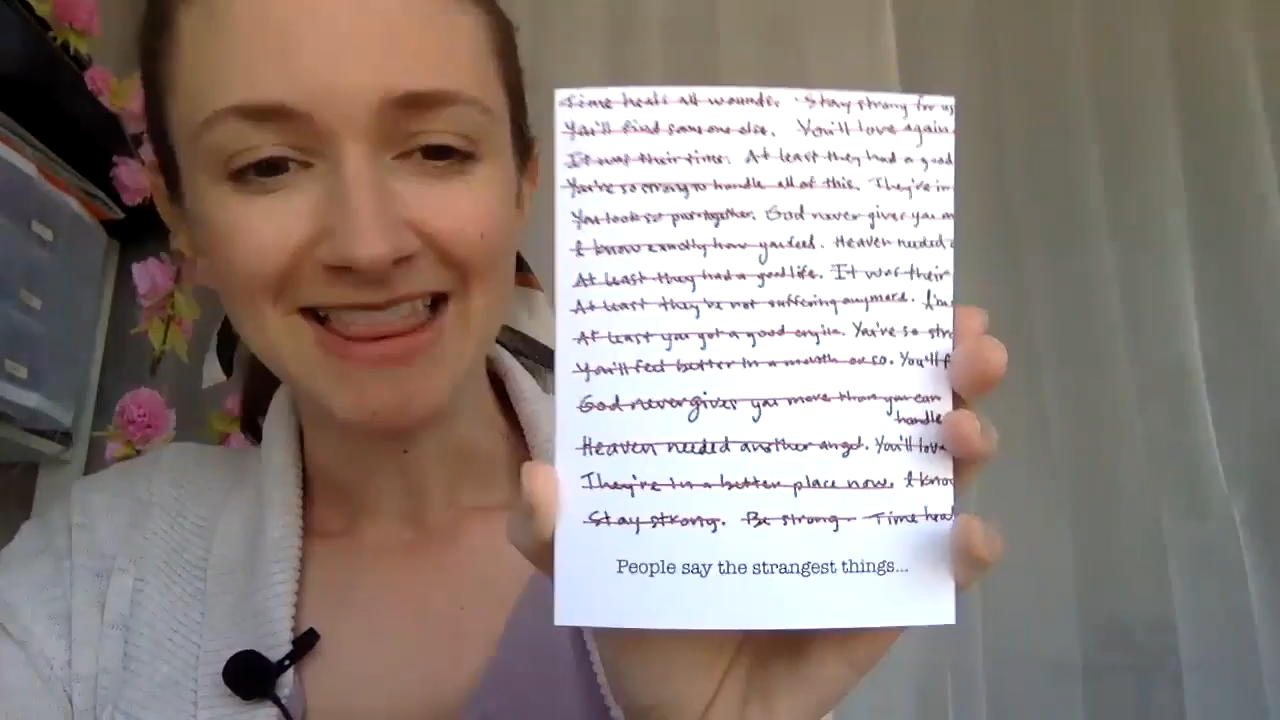 Time heals all wounds. Stay strong for us
You'll find someone else. You'll love again.
It was their time. At least they had a good
You're so strong to handle all of this. They're in
You look so put together. God never gives you m
I know exactly how you feel. Heaven needed
At least they had a good life. It was their
At least they're not suffering anymore. I'm
At least you got a good You're so str
You'll feel better in a month or so. You'll f
God never gives you more than you can
handle
Heaven needed another angel. You'll love
They're in a better place now. I know
Stay strong. Be strong Time heal
People say the strangest things...